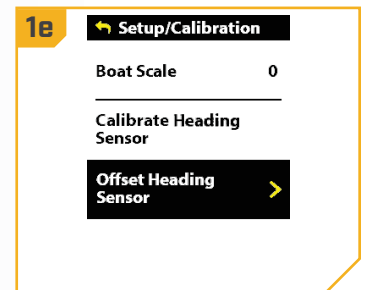 1e
Setup/Calibration
Boat Scale 0
Calibrate Heading
Sensor
Offset Heading
Sensor